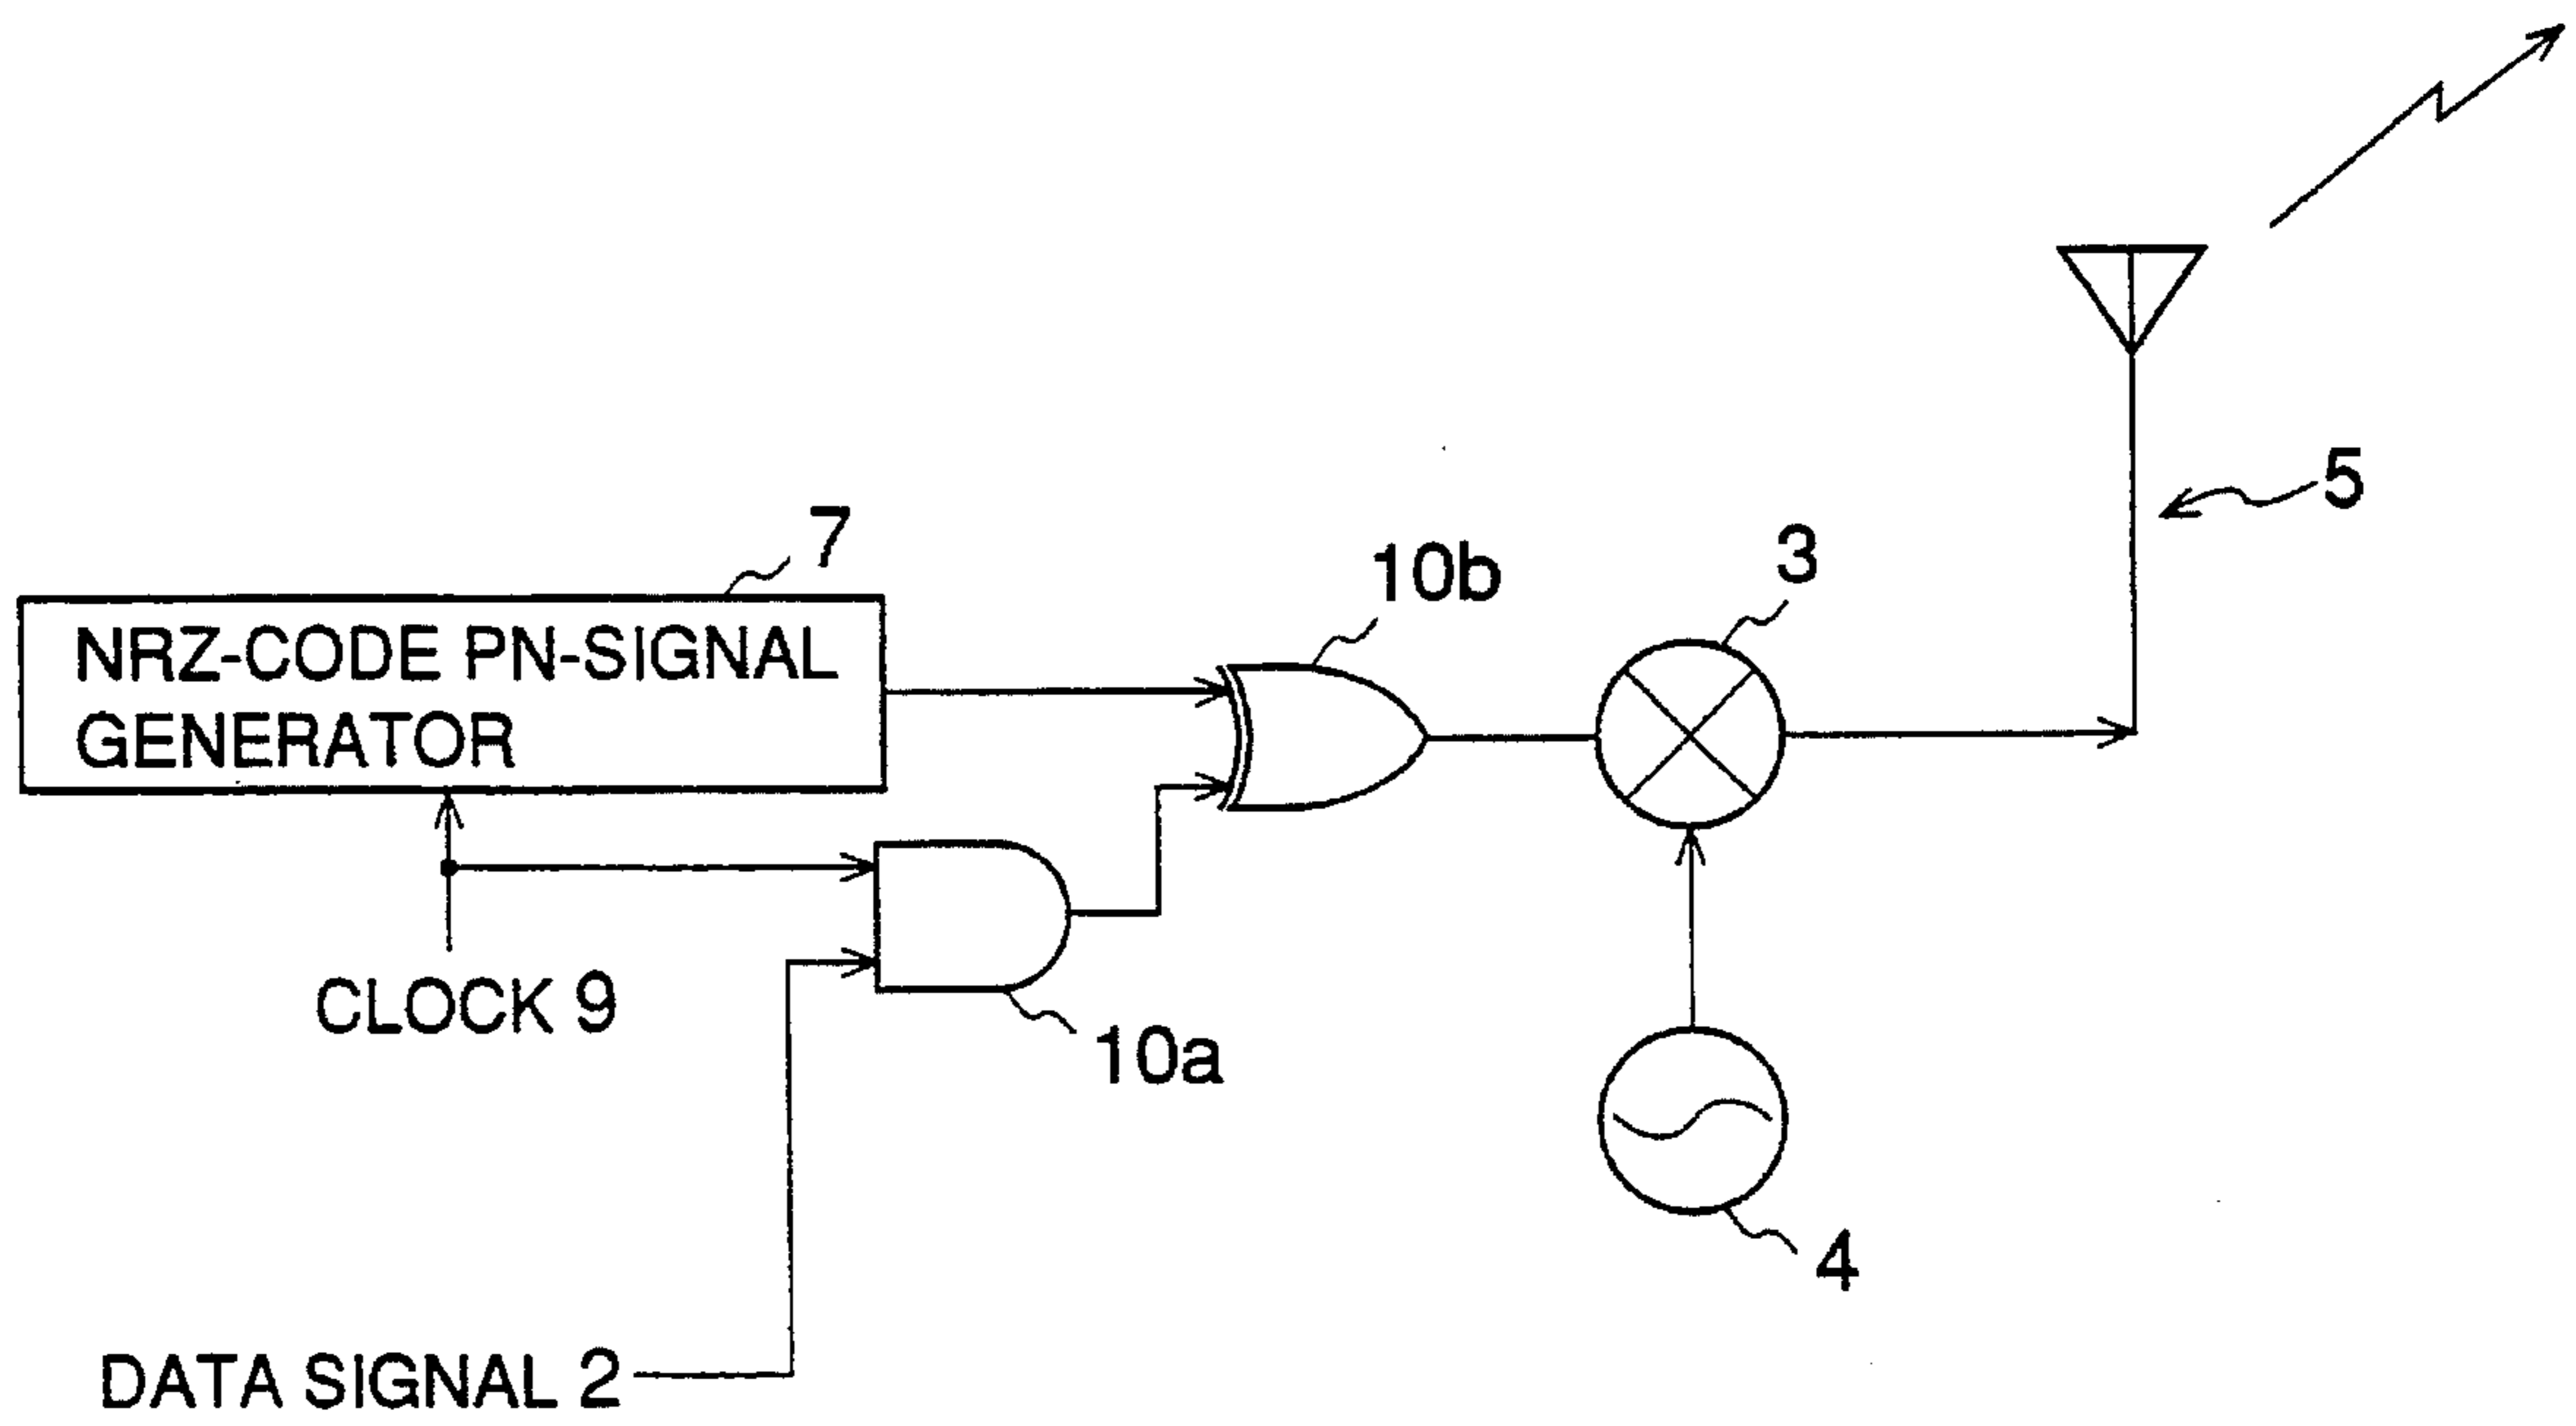 5
7
3
10b
NRZ-CODE PN-SIGNAL
GENERATOR
CLOCK 9
10a
4
DATA SIGNAL 2